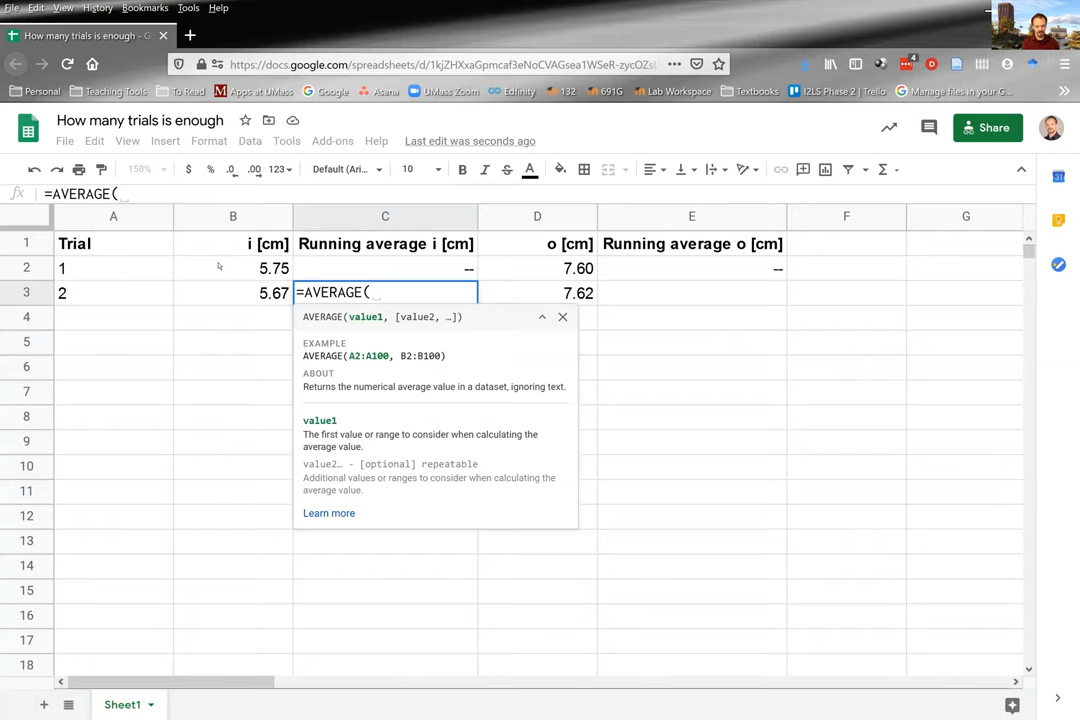 File Edit View History Bookmarks Tools Help
How many trials is enough - Go
https://docs.google.com/spreadsheets/d/1kjZHXxaGpmcaf3eNoCVAGsea1WSeR-zycOZsU
Personal Teaching Tools To Read Apps at UMass Google Asana UMass Zoom Edfinity 132 691G Lab Workspace Textbooks I2LS Phase 2 | Trello Manage files in your G...
How many trials is enough
File Edit View Insert Format Data Tools Add-ons Help Last edit was seconds ago
Share
150% $ % .0 .00 123 Default (Ari... 10 B I S A
fx =AVERAGE(
A B C D E F G
1 Trial i [cm] Running average i [cm] o [cm] Running average o [cm]
2 1 5.75 -- 7.60 --
3 2 5.67 =AVERAGE( 7.62
4
AVERAGE(value1, [value2, …])
5
EXAMPLE
AVERAGE(A2:A100, B2:B100)
6
ABOUT
7
Returns the numerical average value in a dataset, ignoring text.
8
value1
The first value or range to consider when calculating the
9
average value.
10
value2… - [optional] repeatable
Additional values or ranges to consider when calculating the
11
average value.
12
Learn more
13
14
15
16
17
18
Sheet1
4
31